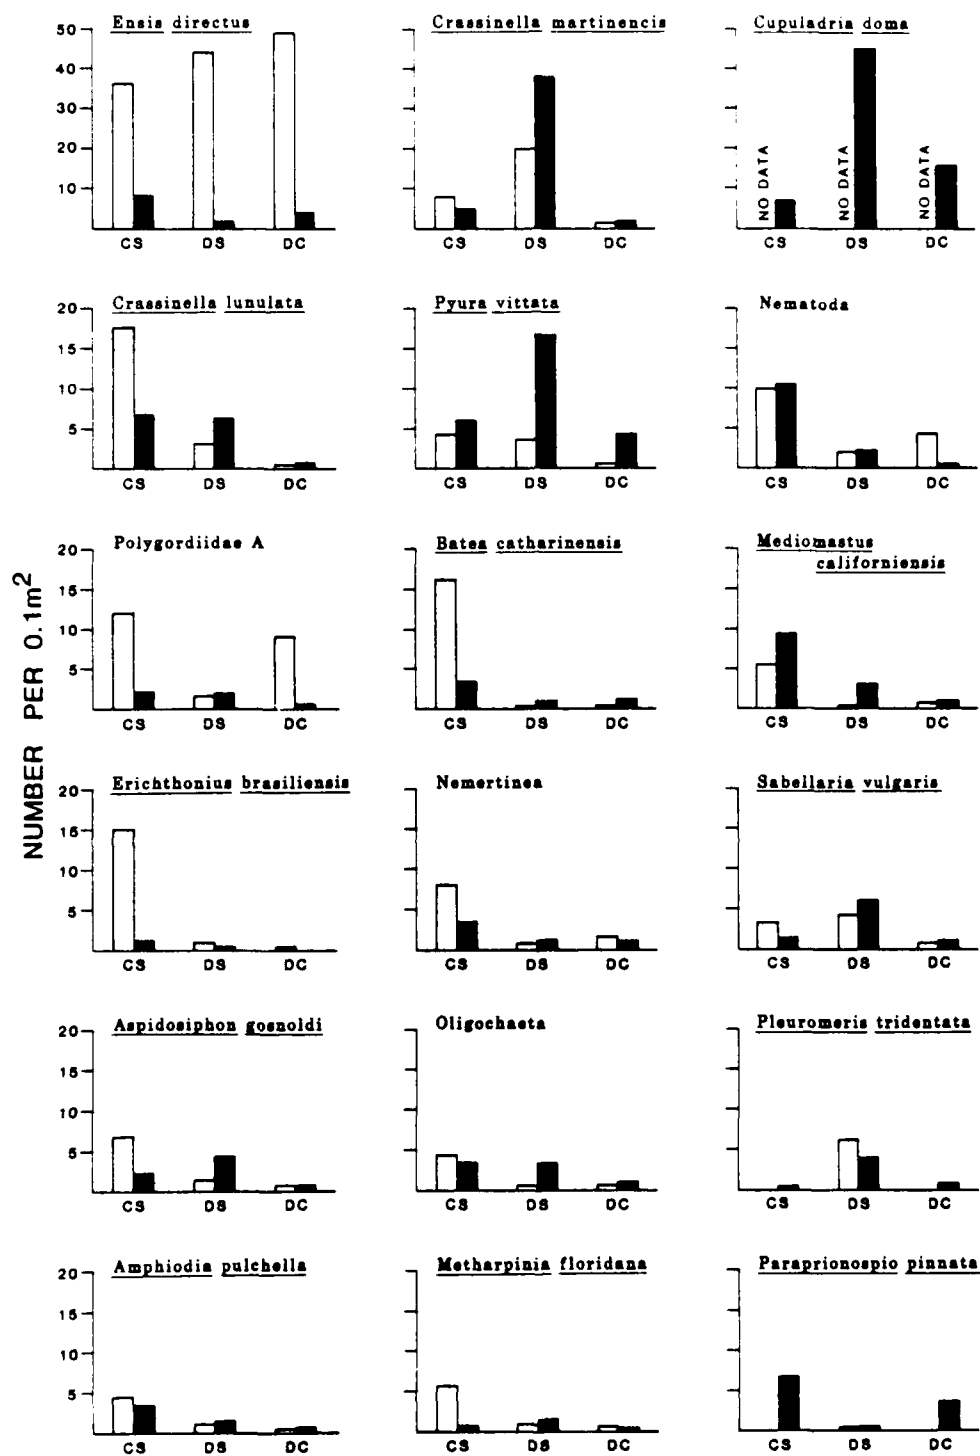 Ensis directus
Crassinella martinencis
Cupuladria doma
50
40
30
20
10
NO DATA
NO DATA
NO DATA
CS DS DC
CS DS DC
CS DS DC
Crassinella lunulata
Pyura vittata
Nematoda
20
15
10
5
CS DS DC
CS DS DC
CS DS DC
NUMBER PER 0.1m²
Polygordiidae A
Batea catharinensis
Mediomastus
californiensis
20
15
10
5
CS DS DC
CS DS DC
CS DS DC
Erichthonius brasiliensis
Nemertinea
Sabellaria vulgaris
20
15
10
5
CS DS DC
CS DS DC
CS DS DC
Aspidosiphon gosnoldi
Oligochaeta
Pleuromeris tridentata
20
15
10
5
CS DS DC
CS DS DC
CS DS DC
Amphiodia pulchella
Metharpinia floridana
Paraprionospio pinnata
20
15
10
5
CS DS DC
CS DS DC
CS DS DC